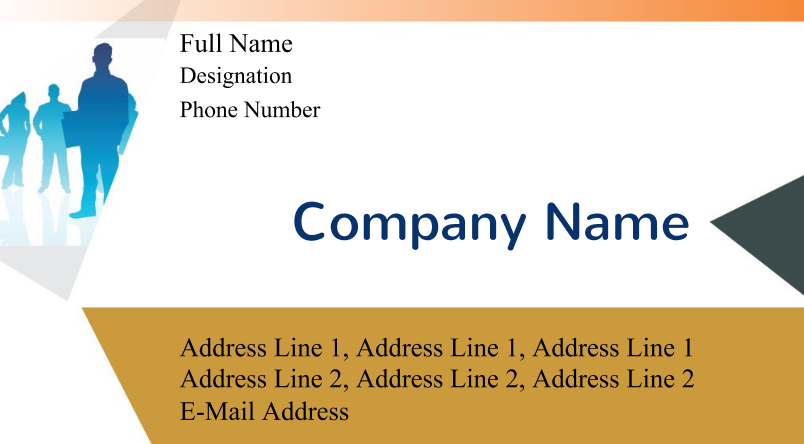 Full Name
Designation
Phone Number
Company Name
Address Line 1, Address Line 1, Address Line 1
Address Line 2, Address Line 2, Address Line 2
E-Mail Address